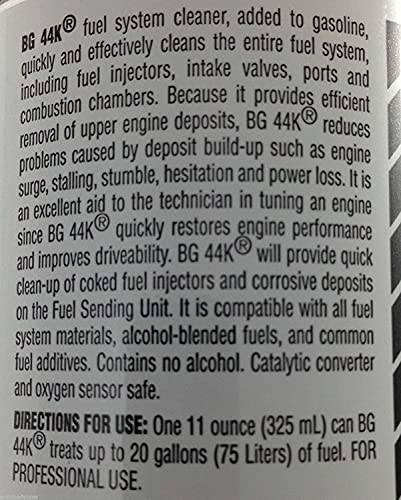 BG 44K® fuel system cleaner, added to gasoline,
quickly and effectively cleans the entire fuel system,
including fuel injectors, intake valves, ports and
combustion chambers. Because it provides efficient
removal of upper engine deposits, BG 44K® reduces
problems caused by deposit build-up such as engine
surge, stalling, stumble, hesitation and power loss. It is
an excellent aid to the technician in tuning an engine
since BG 44K® quickly restores engine performance
and improves driveability. BG 44K® will provide quick
clean-up of coked fuel injectors and corrosive deposits
on the Fuel Sending Unit. It is compatible with all fuel
system materials, alcohol-blended fuels, and common
fuel additives. Contains no alcohol. Catalytic converter
and oxygen sensor safe.
DIRECTIONS FOR USE: One 11 ounce (325 mL) can BG
44K® treats up to 20 gallons (75 Liters) of fuel. FOR
PROFESSIONAL USE.